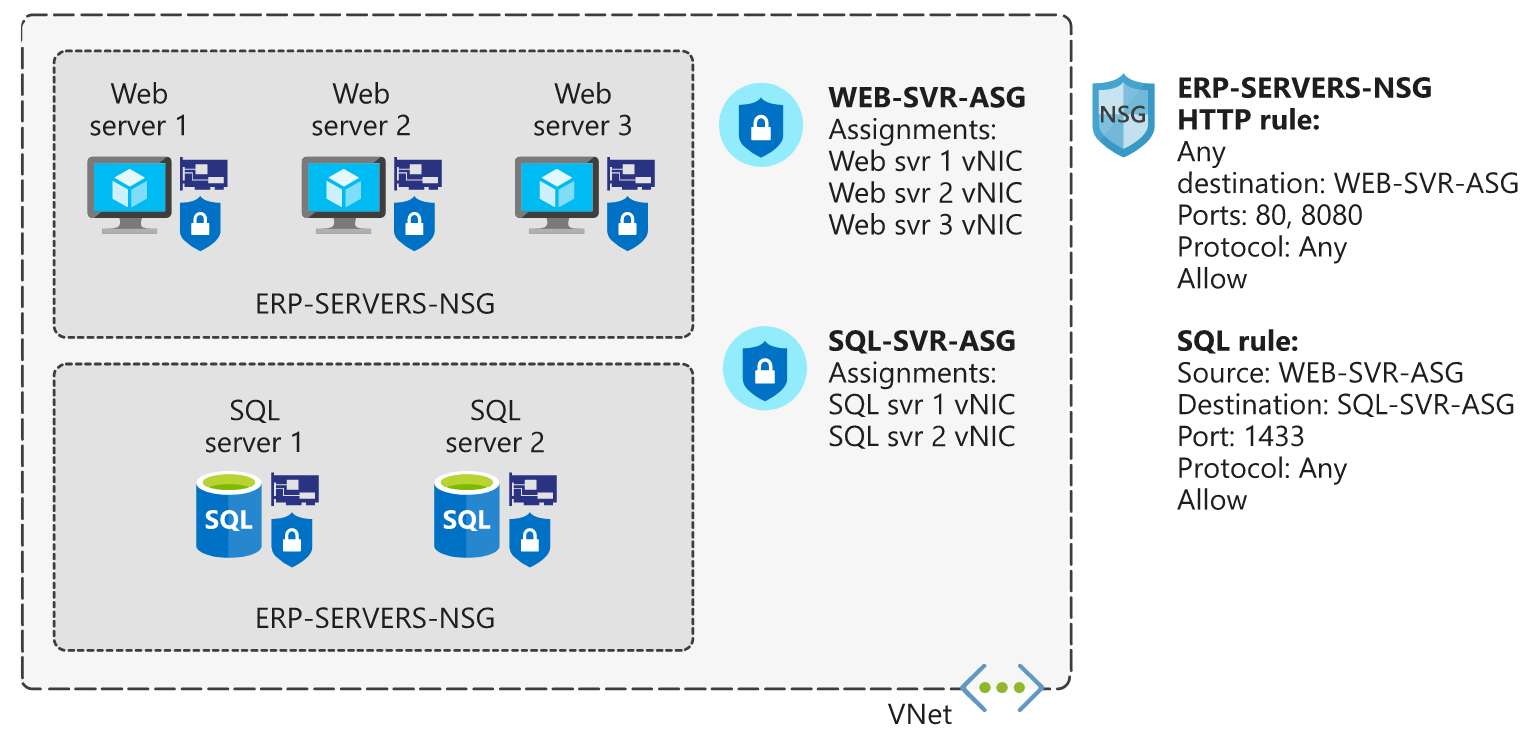 Web
server 1
Web
server 2
Web
server 3
ERP-SERVERS-NSG
SQL
server 1
SQL
server 2
SQL
SQL
ERP-SERVERS-NSG
WEB-SVR-ASG
Assignments:
Web svr 1 vNIC
Web svr 2 vNIC
Web svr 3 vNIC
SQL-SVR-ASG
Assignments:
SQL svr 1 vNIC
SQL svr 2 vNIC
VNet
NSG
ERP-SERVERS-NSG
HTTP rule:
Any
destination: WEB-SVR-ASG
Ports: 80, 8080
Protocol: Any
Allow
SQL rule:
Source: WEB-SVR-ASG
Destination: SQL-SVR-ASG
Port: 1433
Protocol: Any
Allow